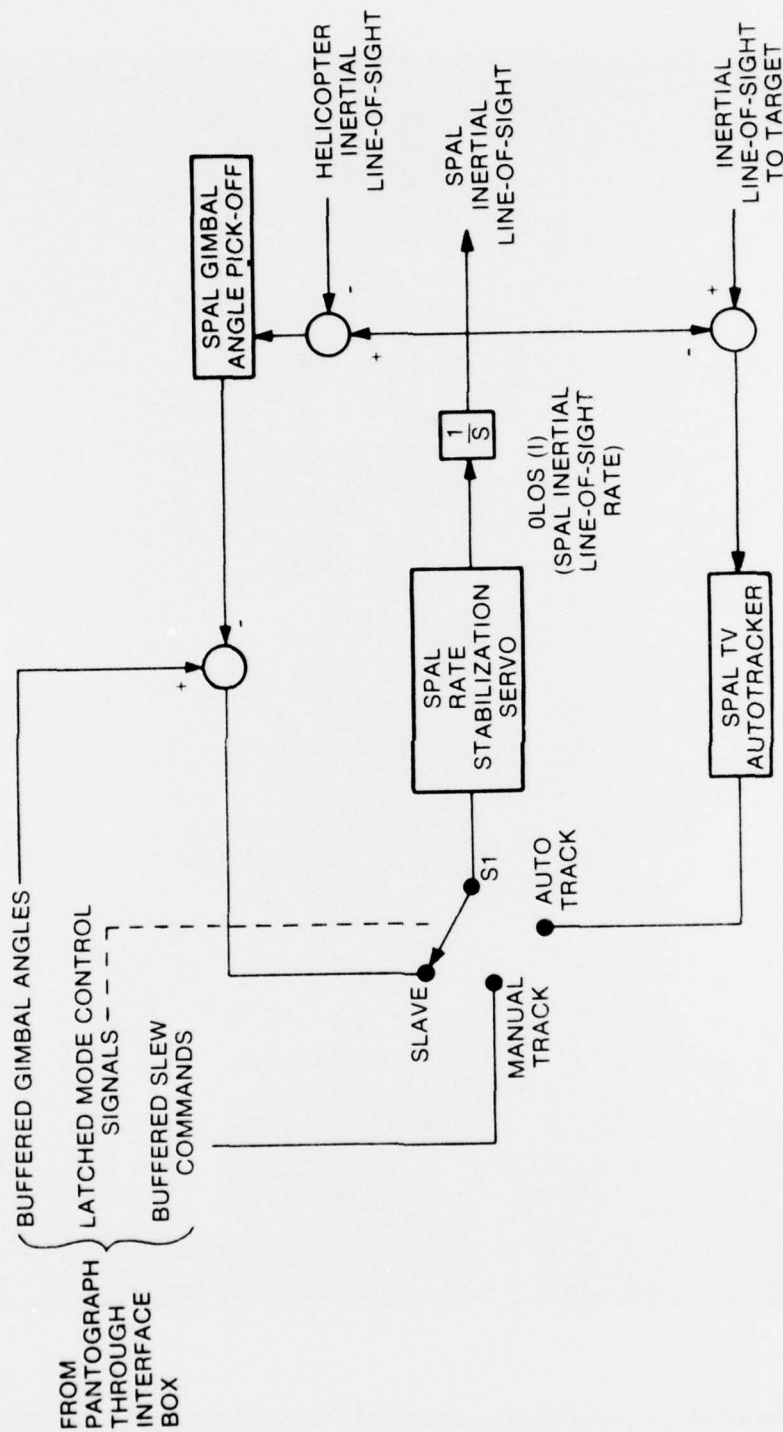 FROM
PANTOGRAPH
THROUGH
INTERFACE
BOX
BUFFERED GIMBAL ANGLES
LATCHED MODE CONTROL
SIGNALS
BUFFERED SLEW
COMMANDS
SLAVE
MANUAL
TRACK
AUTO
TRACK
S1
+
-
SPAL
RATE
STABILIZATION
SERVO
SPAL TV
AUTOTRACKER
0LOS (I)
(SPAL INERTIAL
LINE-OF-SIGHT
RATE)
1
S
SPAL GIMBAL
ANGLE PICK-OFF
+
-
HELICOPTER
INERTIAL
LINE-OF-SIGHT
SPAL
INERTIAL
LINE-OF-SIGHT
-
+
INERTIAL
LINE-OF-SIGHT
TO TARGET